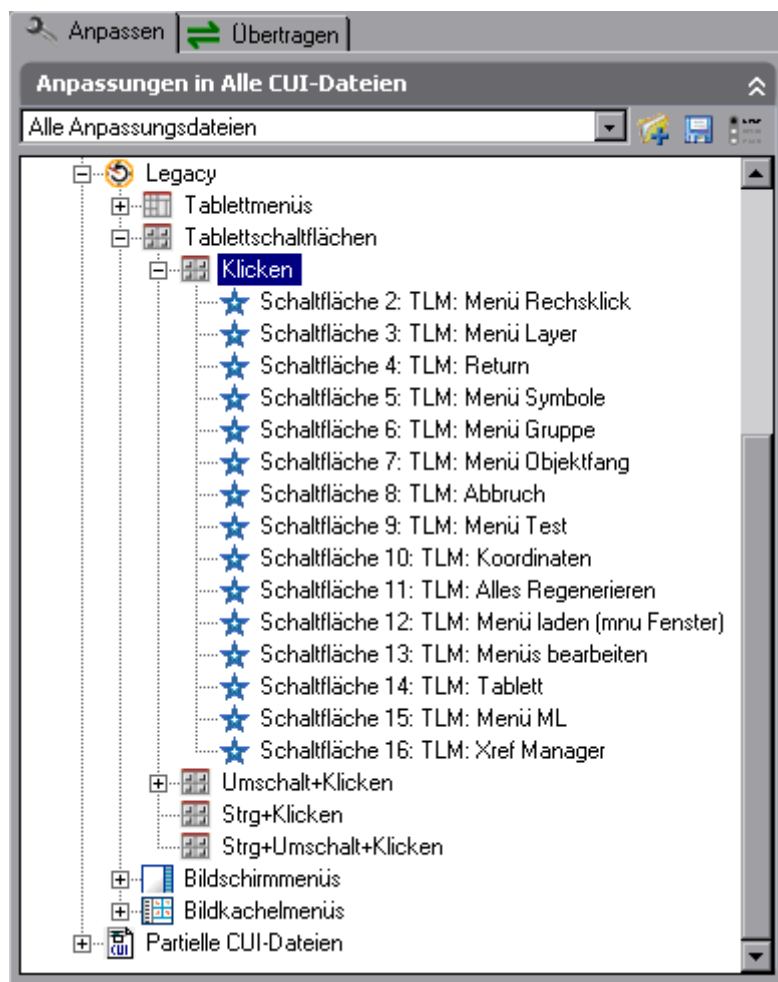 Anpassen
Übertragen
Anpassungen in Alle CUI-Dateien
Alle Anpassungsdateien
Legacy
Tablettmenüs
Tablettschaltflächen
Klicken
Schaltfläche 2: TLM: Menü Rechsklick
Schaltfläche 3: TLM: Menü Layer
Schaltfläche 4: TLM: Return
Schaltfläche 5: TLM: Menü Symbole
Schaltfläche 6: TLM: Menü Gruppe
Schaltfläche 7: TLM: Menü Objektfang
Schaltfläche 8: TLM: Abbruch
Schaltfläche 9: TLM: Menü Test
Schaltfläche 10: TLM: Koordinaten
Schaltfläche 11: TLM: Alles Regenerieren
Schaltfläche 12: TLM: Menü laden (mnu Fenster)
Schaltfläche 13: TLM: Menüs bearbeiten
Schaltfläche 14: TLM: Tablett
Schaltfläche 15: TLM: Menü ML
Schaltfläche 16: TLM: Xref Manager
Umschalt+Klicken
Strg+Klicken
Strg+Umschalt+Klicken
Bildschirmmenüs
Bildkachelmenüs
CUI
Partielle CUI-Dateien